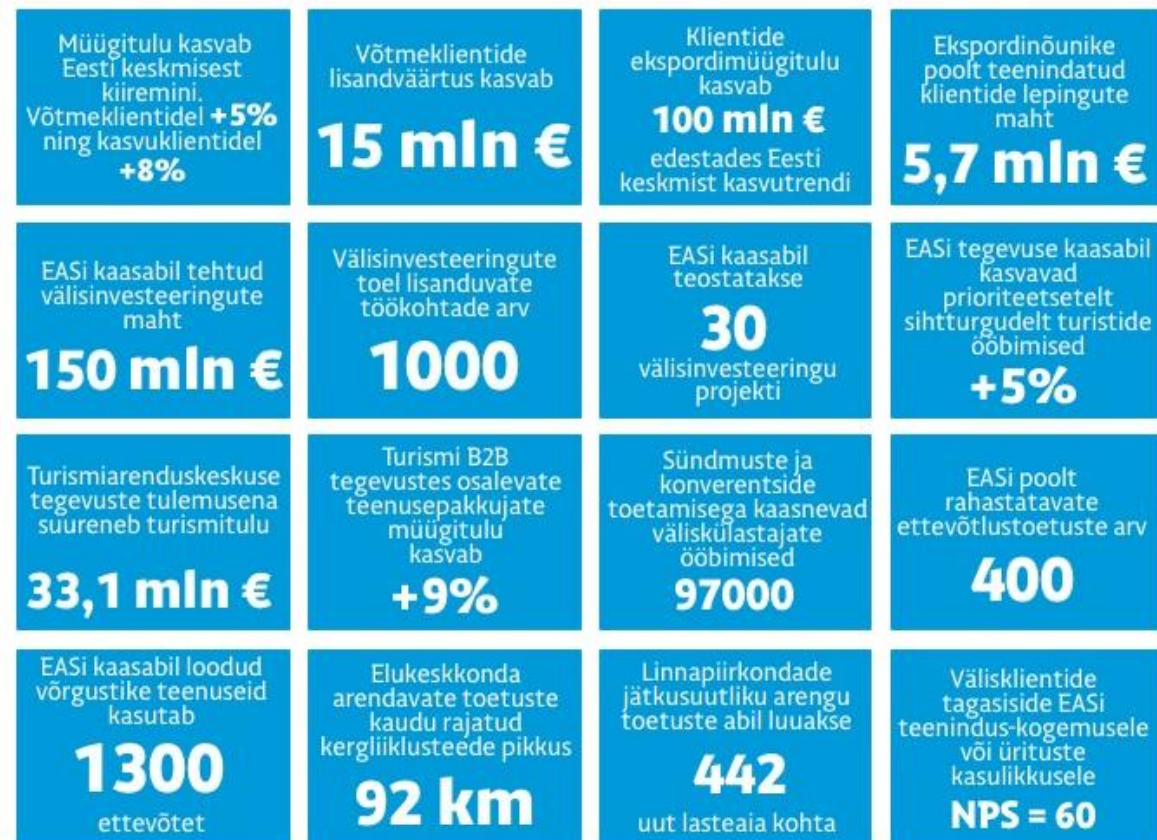 Müügitulu kasvab
Eesti keskmisest
kiiremini.
Võtmeklientidel +5%
ning kasvuklientidel
+8%
Võtmeklientide
lisandväärtus kasvab
15 mln €
Klientide
ekspordimüügitulu
kasvab
100 mln €
edestades Eesti
keskmist kasvutrendi
Ekspordinõunike
poolt teenindatud
klientide lepingute
maht
5,7 mln €
EASi kaasabil tehtud
välisinvesteeringute
maht
150 mln €
Välisinvesteeringute
toel lisanduvate
töökohtade arv
1000
EASi kaasabil
teostatakse
30
välisinvesteeringu
projekti
EASi tegevuse kaasabil
kasvavad
prioriteetsetelt
sihtturgudelt turistide
ööbimised
+5%
Turismiarenduskeskuse
tegevuste tulemusena
suureneb turismitulu
33,1 mln €
Turismi B2B
tegevustes osalevate
teenusepakkujate
müügitulu
kasvab
+9%
Sündmuste ja
konverentside
toetamisega kaasnevad
väliskülastajate
ööbimised
97000
EASi poolt
rahastatavate
ettevõtlustoetuste arv
400
EASi kaasabil loodud
võrgustike teenuseid
kasutab
1300
ettevõtet
Elukeskkonda
arendavate toetuste
kaudu rajatud
kergliiklusteede pikkus
92 km
Linnapiirkondade
jätkusuutliku arengu
toetuste abil luuakse
442
uut lasteaia kohta
Välisklientide
tagasiside EASi
teenindus-kogemusele
või ürituste
kasulikkusele
NPS = 60